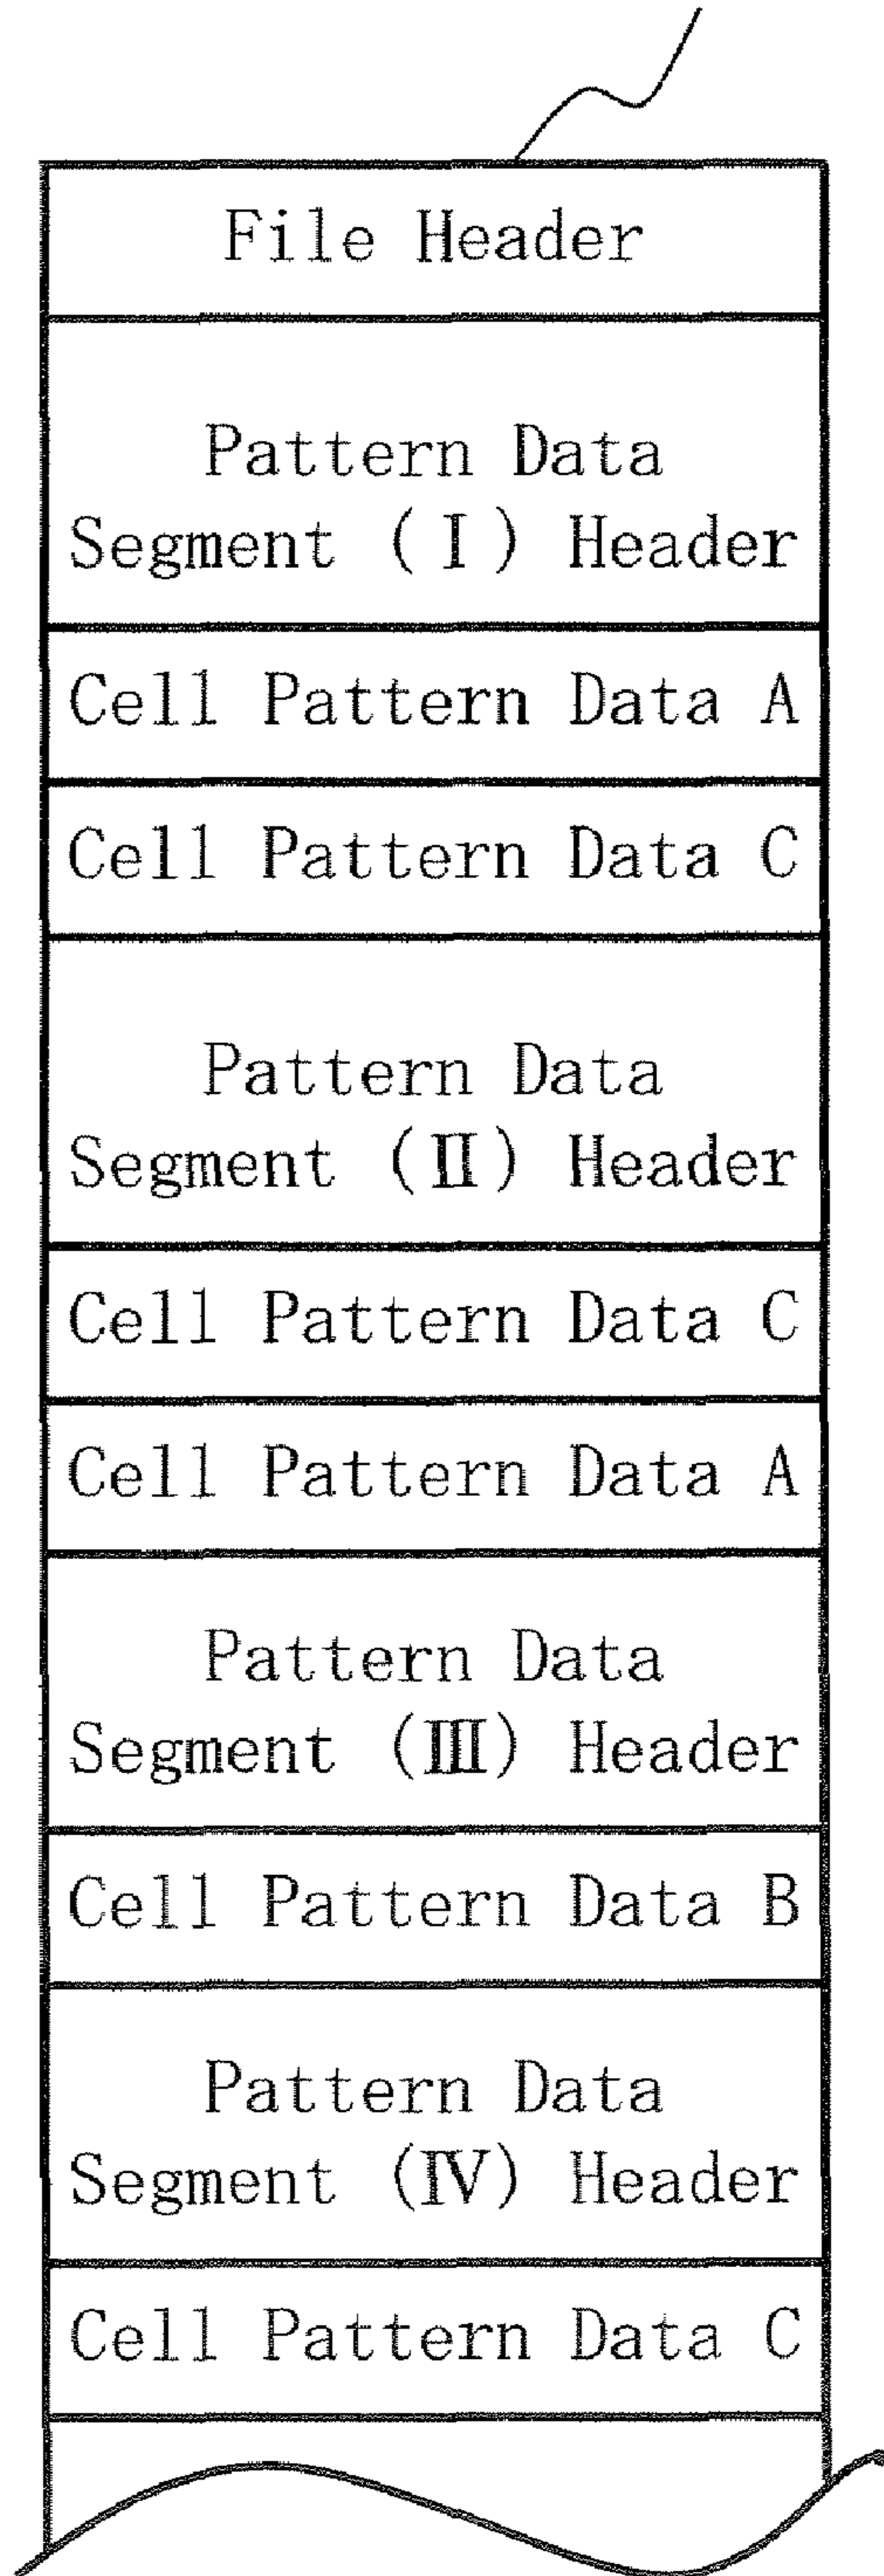 File Header
Pattern Data
Segment (Ⅰ) Header
Cell Pattern Data A
Cell Pattern Data C
Pattern Data
Segment (Ⅱ) Header
Cell Pattern Data C
Cell Pattern Data A
Pattern Data
Segment (Ⅲ) Header
Cell Pattern Data B
Pattern Data
Segment (Ⅳ) Header
Cell Pattern Data C